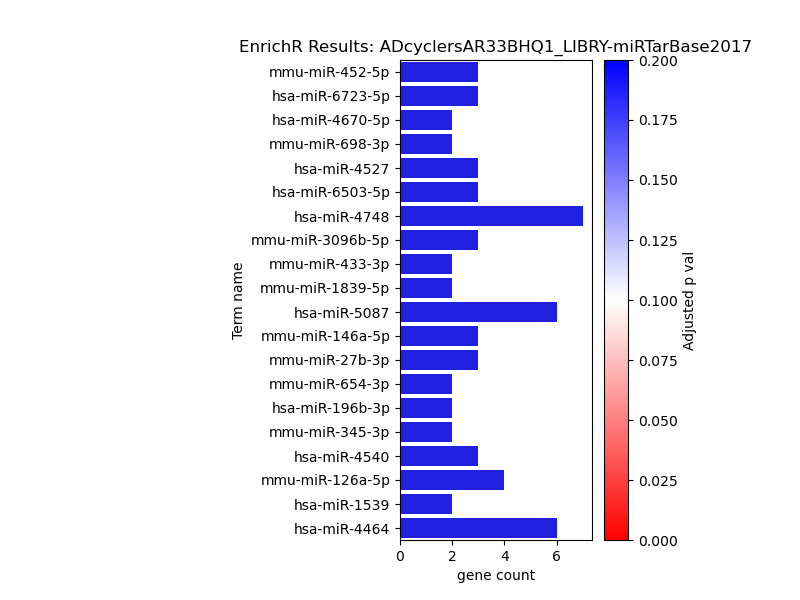 EnrichR Results: ADcyclersAR33BHQ1_LIBRY-miRTarBase2017
mmu-miR-452-5p
hsa-miR-6723-5p
hsa-miR-4670-5p
mmu-miR-698-3p
hsa-miR-4527
hsa-miR-6503-5p
hsa-miR-4748
mmu-miR-3096b-5p
mmu-miR-433-3p
mmu-miR-1839-5p
hsa-miR-5087
mmu-miR-146a-5p
mmu-miR-27b-3p
mmu-miR-654-3p
hsa-miR-196b-3p
mmu-miR-345-3p
hsa-miR-4540
mmu-miR-126a-5p
hsa-miR-1539
hsa-miR-4464
Term name
0 2 4 6
gene count
0.200
0.175
0.150
0.125
0.100
0.075
0.050
0.025
0.000
Adjusted p val